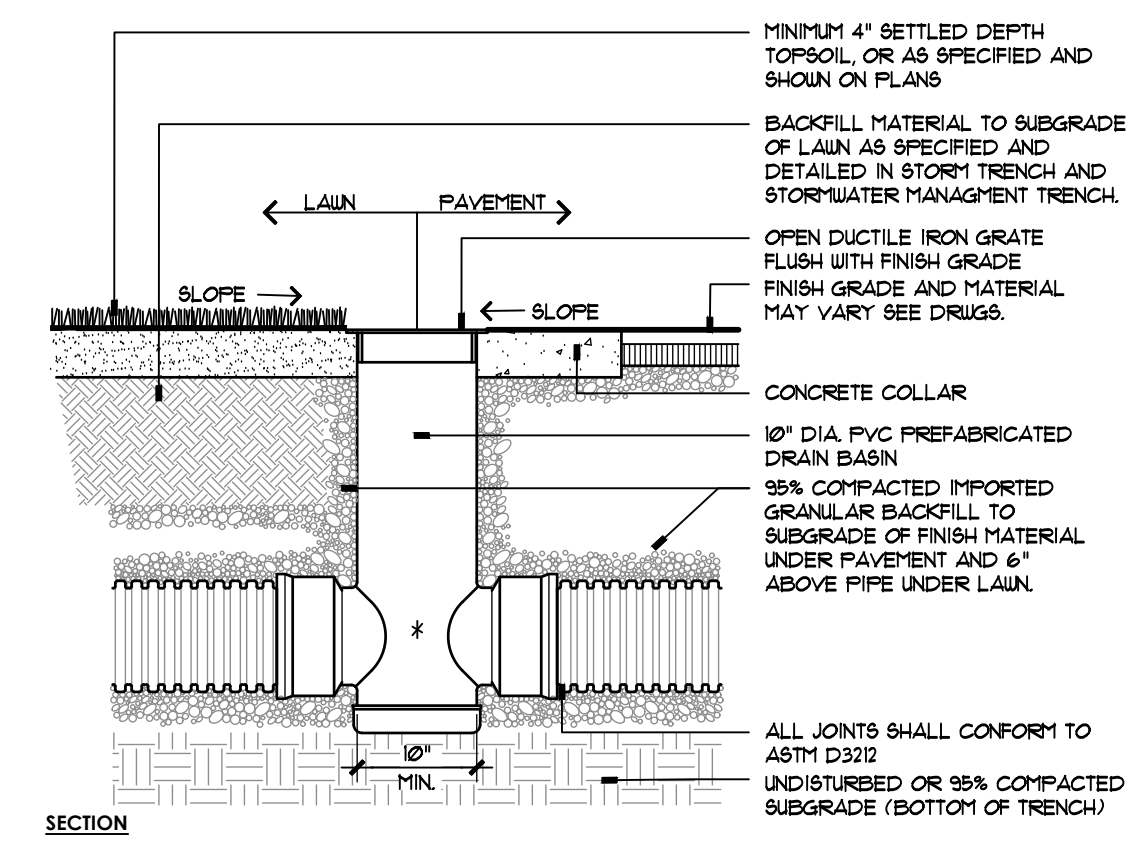 MINIMUM 4" SETTLED DEPTH
TOPSOIL, OR AS SPECIFIED AND
SHOWN ON PLANS
BACKFILL MATERIAL TO SUBGRADE
OF LAWN AS SPECIFIED AND
DETAILED IN STORM TRENCH AND
STORMWATER MANAGMENT TRENCH.
LAWN
PAVEMENT
OPEN DUCTILE IRON GRATE
FLUSH WITH FINISH GRADE
SLOPE
SLOPE
FINISH GRADE AND MATERIAL
MAY VARY SEE DRWGS.
CONCRETE COLLAR
10" DIA. PVC PREFABRICATED
DRAIN BASIN
95% COMPACTED IMPORTED
GRANULAR BACKFILL TO
SUBGRADE OF FINISH MATERIAL
UNDER PAVEMENT AND 6"
ABOVE PIPE UNDER LAWN.
*
ALL JOINTS SHALL CONFORM TO
ASTM D3212
10"
MIN.
UNDISTURBED OR 95% COMPACTED
SUBGRADE (BOTTOM OF TRENCH)
SECTION